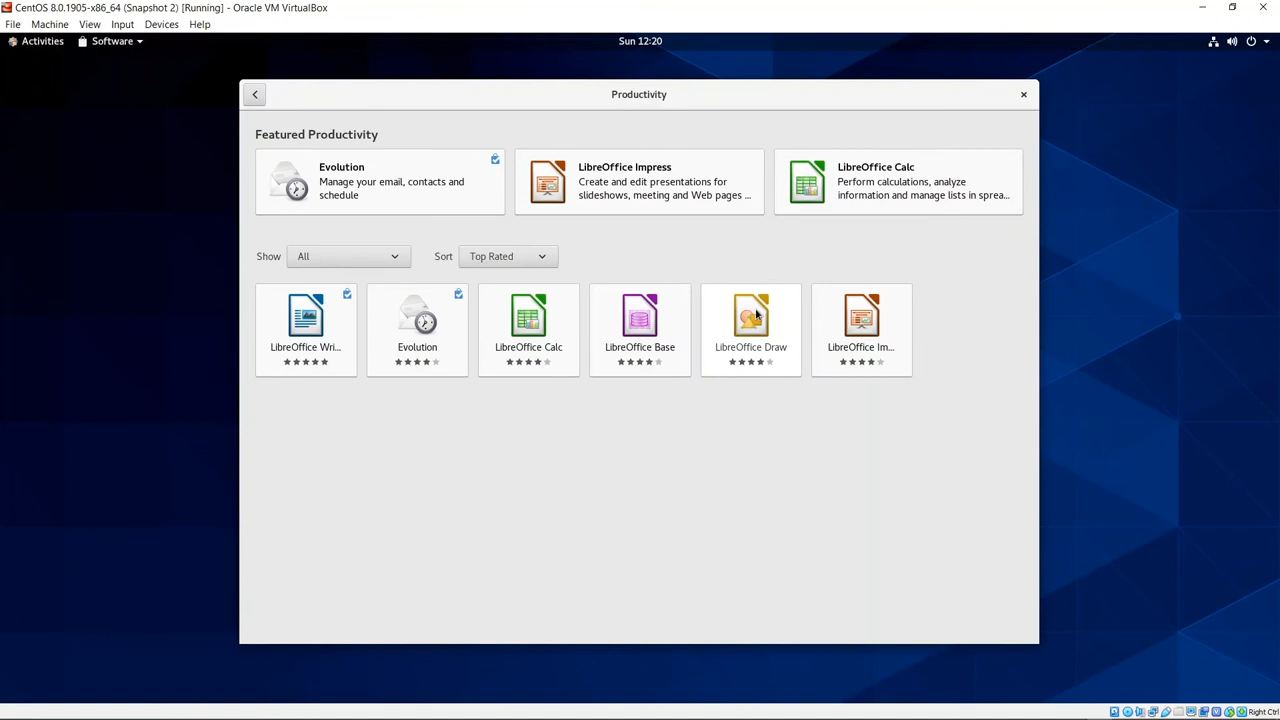 CentOS 8.0.1905-x86_64 (Snapshot 2) [Running] - Oracle VM VirtualBox
File Machine View Input Devices Help
Activities Software Sun 12:20
Productivity
Featured Productivity
Evolution
Manage your email, contacts and
schedule
LibreOffice Impress
Create and edit presentations for
slideshows, meeting and Web pages ...
LibreOffice Calc
Perform calculations, analyze
information and manage lists in sprea...
Show All Sort Top Rated
LibreOffice Wri...
Evolution
LibreOffice Calc
LibreOffice Base
LibreOffice Draw
LibreOffice Im...
Right Ctrl